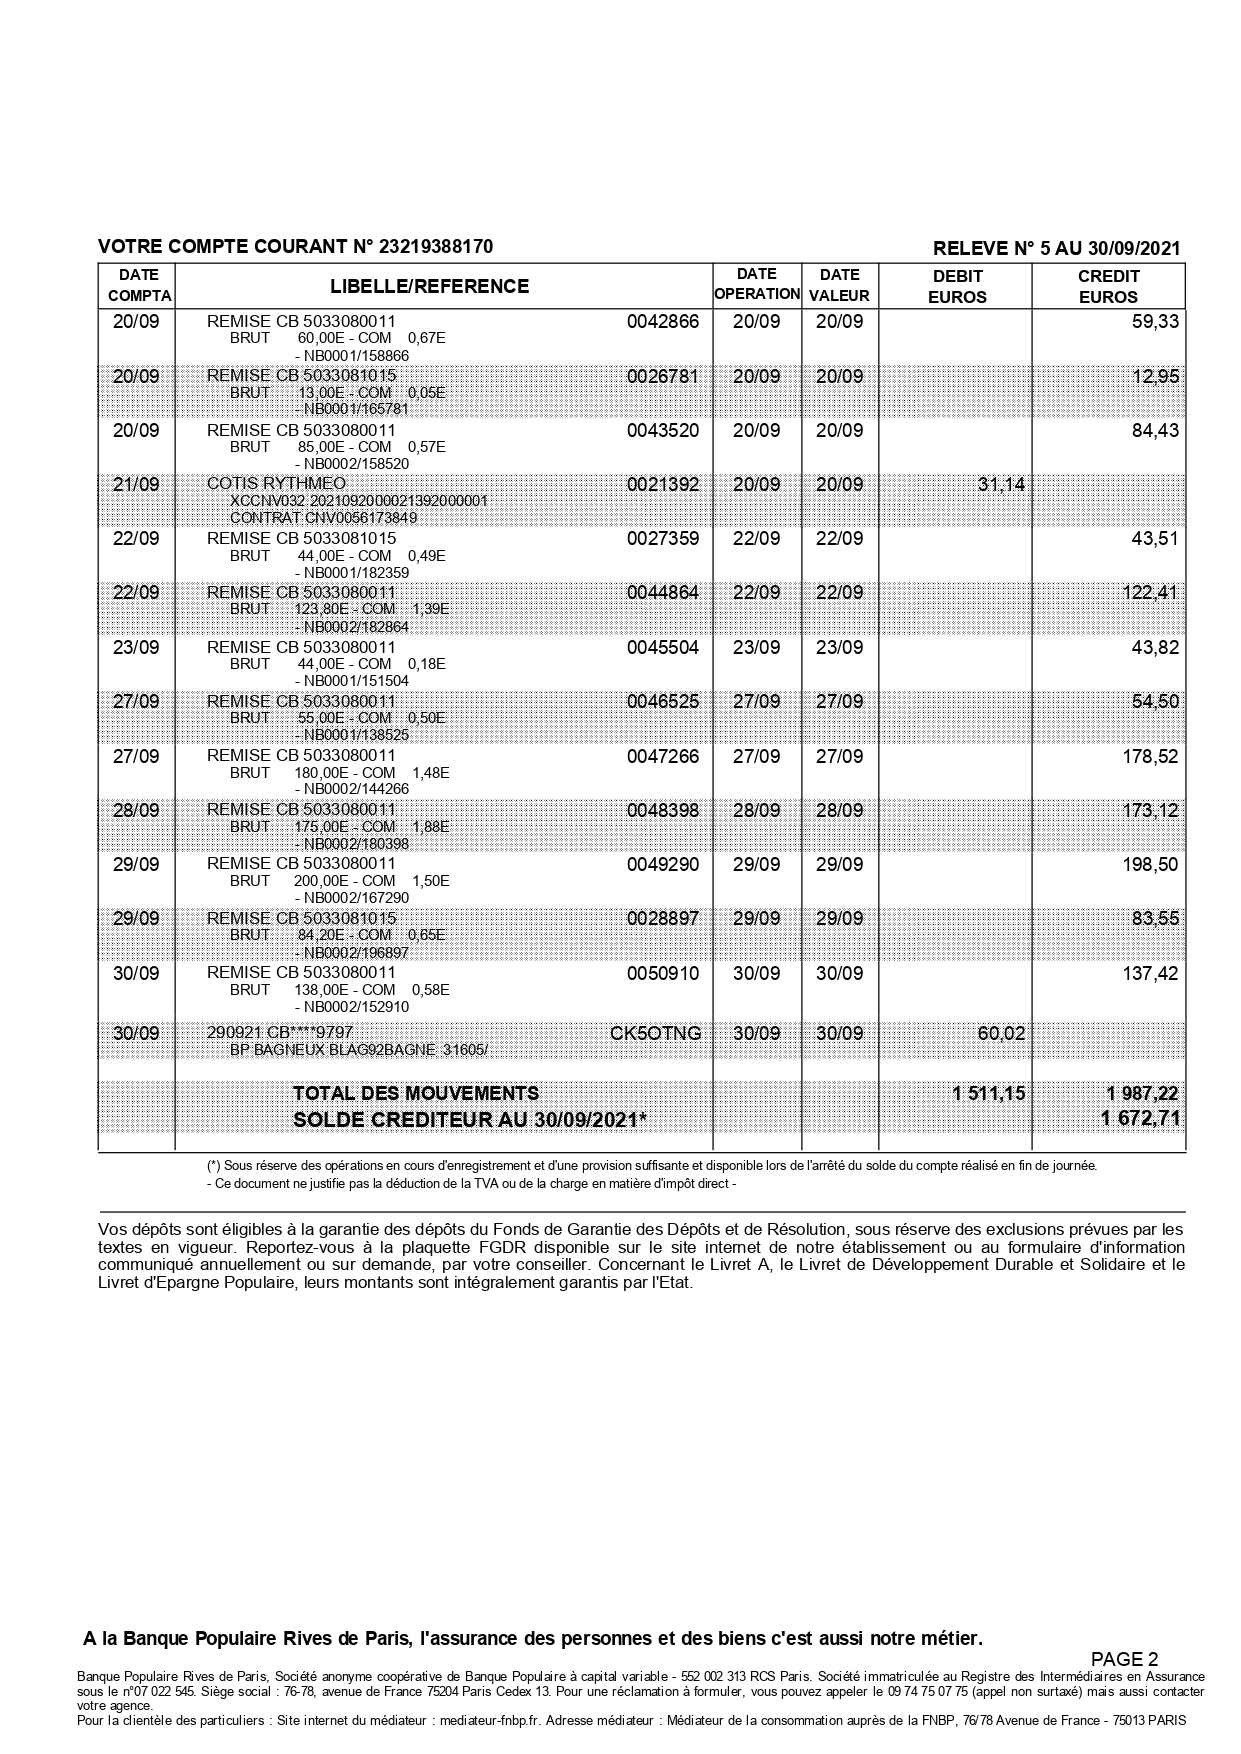 VOTRE COMPTE COURANT N° 23219388170
RELEVE N° 5 AU 30/09/2021
DATE COMPTA LIBELLE/REFERENCE DATE OPERATION DATE VALEUR DEBIT EUROS CREDIT EUROS
20/09 REMISE CB 5033080011 0042866 20/09 20/09 59,33
BRUT 60,00E - COM 0,67E
- NB0001/158866
20/09 REMISE CB 5033081015 0026781 20/09 20/09 12,95
BRUT 13,00E - COM 0,05E
- NB0001/165781
20/09 REMISE CB 5033080011 0043520 20/09 20/09 84,43
BRUT 85,00E - COM 0,57E
- NB0002/158520
21/09 COTIS RYTHMEO 0021392 20/09 20/09 31,14
XCCNV032 2021092000021392000001
CONTRAT CNV0056173849
22/09 REMISE CB 5033081015 0027359 22/09 22/09 43,51
BRUT 44,00E - COM 0,49E
- NB0001/182359
22/09 REMISE CB 5033080011 0044864 22/09 22/09 122,41
BRUT 123,80E - COM 1,39E
- NB0002/182864
23/09 REMISE CB 5033080011 0045504 23/09 23/09 43,82
BRUT 44,00E - COM 0,18E
- NB0001/151504
27/09 REMISE CB 5033080011 0046525 27/09 27/09 54,50
BRUT 55,00E - COM 0,50E
- NB0001/138525
27/09 REMISE CB 5033080011 0047266 27/09 27/09 178,52
BRUT 180,00E - COM 1,48E
- NB0002/144266
28/09 REMISE CB 5033080011 0048398 28/09 28/09 173,12
BRUT 175,00E - COM 1,88E
- NB0002/180398
29/09 REMISE CB 5033080011 0049290 29/09 29/09 198,50
BRUT 200,00E - COM 1,50E
- NB0002/167290
29/09 REMISE CB 5033081015 0028897 29/09 29/09 83,55
BRUT 84,20E - COM 0,65E
- NB0002/196897
30/09 REMISE CB 5033080011 0050910 30/09 30/09 137,42
BRUT 138,00E - COM 0,58E
- NB0002/152910
30/09 290921 CB****9797 CK5OTNG 30/09 30/09 60,02
BP BAGNEUX BLAG92BAGNE 31605/
TOTAL DES MOUVEMENTS 1 511,15 1 987,22
SOLDE CREDITEUR AU 30/09/2021* 1 672,71
(*) Sous réserve des opérations en cours d'enregistrement et d'une provision suffisante et disponible lors de l'arrêté du solde du compte réalisé en fin de journée.
- Ce document ne justifie pas la déduction de la TVA ou de la charge en matière d'impôt direct -
Vos dépôts sont éligibles à la garantie des dépôts du Fonds de Garantie des Dépôts et de Résolution, sous réserve des exclusions prévues par les
textes en vigueur. Reportez-vous à la plaquette FGDR disponible sur le site internet de notre établissement ou au formulaire d'information
communiqué annuellement ou sur demande, par votre conseiller. Concernant le Livret A, le Livret de Développement Durable et Solidaire et le
Livret d'Epargne Populaire, leurs montants sont intégralement garantis par l'Etat.
A la Banque Populaire Rives de Paris, l'assurance des personnes et des biens c'est aussi notre métier.
PAGE 2
Banque Populaire Rives de Paris, Société anonyme coopérative de Banque Populaire à capital variable - 552 002 313 RCS Paris. Société immatriculée au Registre des Intermédiaires en Assurance
sous le n°07 022 545. Siège social : 76-78, avenue de France 75204 Paris Cedex 13. Pour une réclamation à formuler, vous pouvez appeler le 09 74 75 07 75 (appel non surtaxé) mais aussi contacter
votre agence.
Pour la clientèle des particuliers : Site internet du médiateur : mediateur-fnbp.fr. Adresse médiateur : Médiateur de la consommation auprès de la FNBP, 76/78 Avenue de France - 75013 PARIS